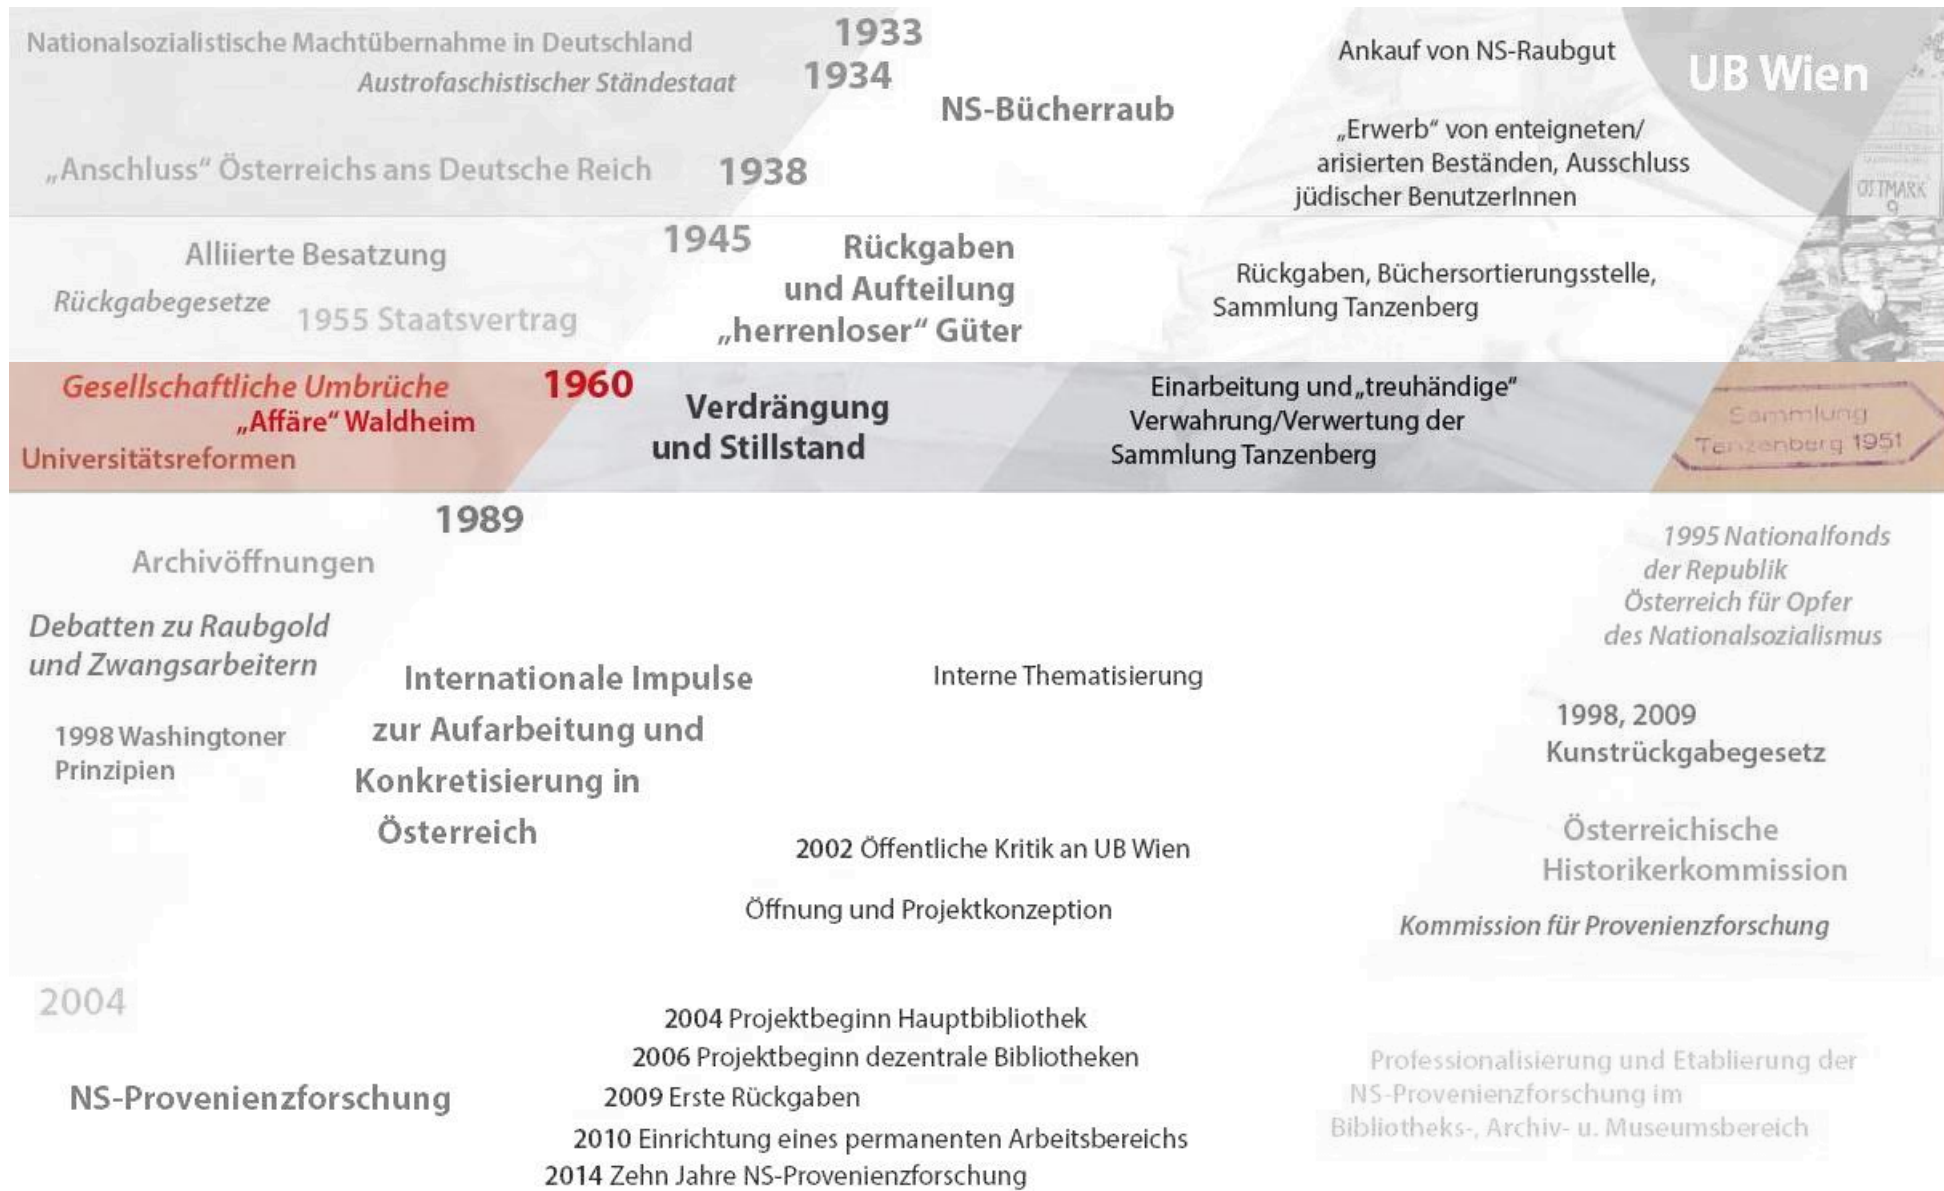 Nationalsozialistische Machtübernahme in Deutschland
1933
Austrofaschistischer Ständestaat
1934
NS-Bücherraub
„Anschluss“ Österreichs ans Deutsche Reich
1938
Ankauf von NS-Raubgut
„Erwerb“ von enteigneten/
arisierten Beständen, Ausschluss
jüdischer BenutzerInnen
UB Wien
OSTMARK
9
Alliierte Besatzung
1945
Rückgabegesetze
1955 Staatsvertrag
Rückgaben
und Aufteilung
„herrenloser“ Güter
Rückgaben, Büchersortierungsstelle,
Sammlung Tanzenberg
Gesellschaftliche Umbrüche
1960
„Affäre“ Waldheim
Universitätsreformen
Verdrängung
und Stillstand
Einarbeitung und „treuhändige“
Verwahrung/Verwertung der
Sammlung Tanzenberg
Sammlung
Tanzenberg 1951
1989
Archivöffnungen
Debatten zu Raubgold
und Zwangsarbeitern
1998 Washingtoner
Prinzipien
Internationale Impulse
zur Aufarbeitung und
Konkretisierung in
Österreich
Interne Thematisierung
2002 Öffentliche Kritik an UB Wien
Öffnung und Projektkonzeption
1995 Nationalfonds
der Republik
Österreich für Opfer
des Nationalsozialismus
1998, 2009
Kunstrückgabegesetz
Österreichische
Historikerkommission
Kommission für Provenienzforschung
2004
NS-Provenienzforschung
2004 Projektbeginn Hauptbibliothek
2006 Projektbeginn dezentrale Bibliotheken
2009 Erste Rückgaben
2010 Einrichtung eines permanenten Arbeitsbereichs
2014 Zehn Jahre NS-Provenienzforschung
Professionalisierung und Etablierung der
NS-Provenienzforschung im
Bibliotheks-, Archiv- u. Museumsbereich